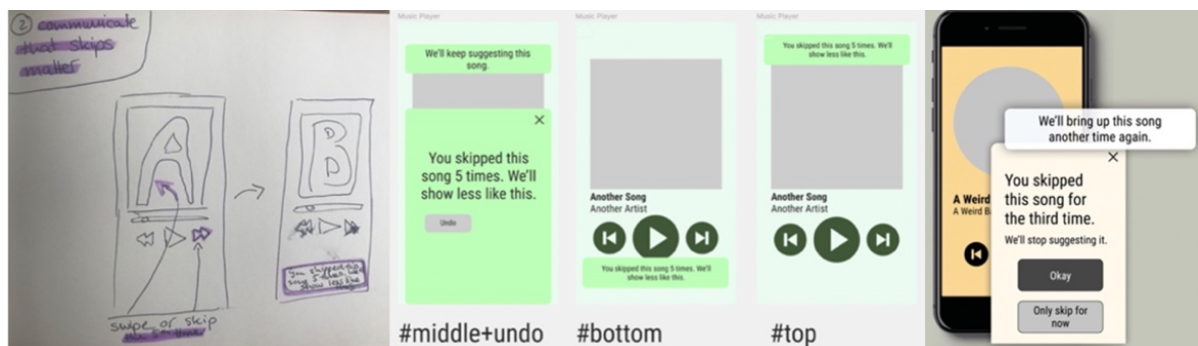 ② communicate
that skips
matter
A
B
You skipped this
song 5 times. We'll
show less like
swipe or skip
Music Player
We'll keep suggesting this
song.
You skipped this
song 5 times. We'll
show less like this.
Undo
#middle+undo
Another Song
Another Artist
You skipped this song 5 times. We'll
show less like this.
#bottom
Music Player
You skipped this song 5 times. We'll
show less like this.
Another Song
Another Artist
#top
We'll bring up this song
another time again.
A Weird
A Weird Ba
You skipped
this song for
the third time.
We'll stop suggesting it.
Okay
Only skip for
now